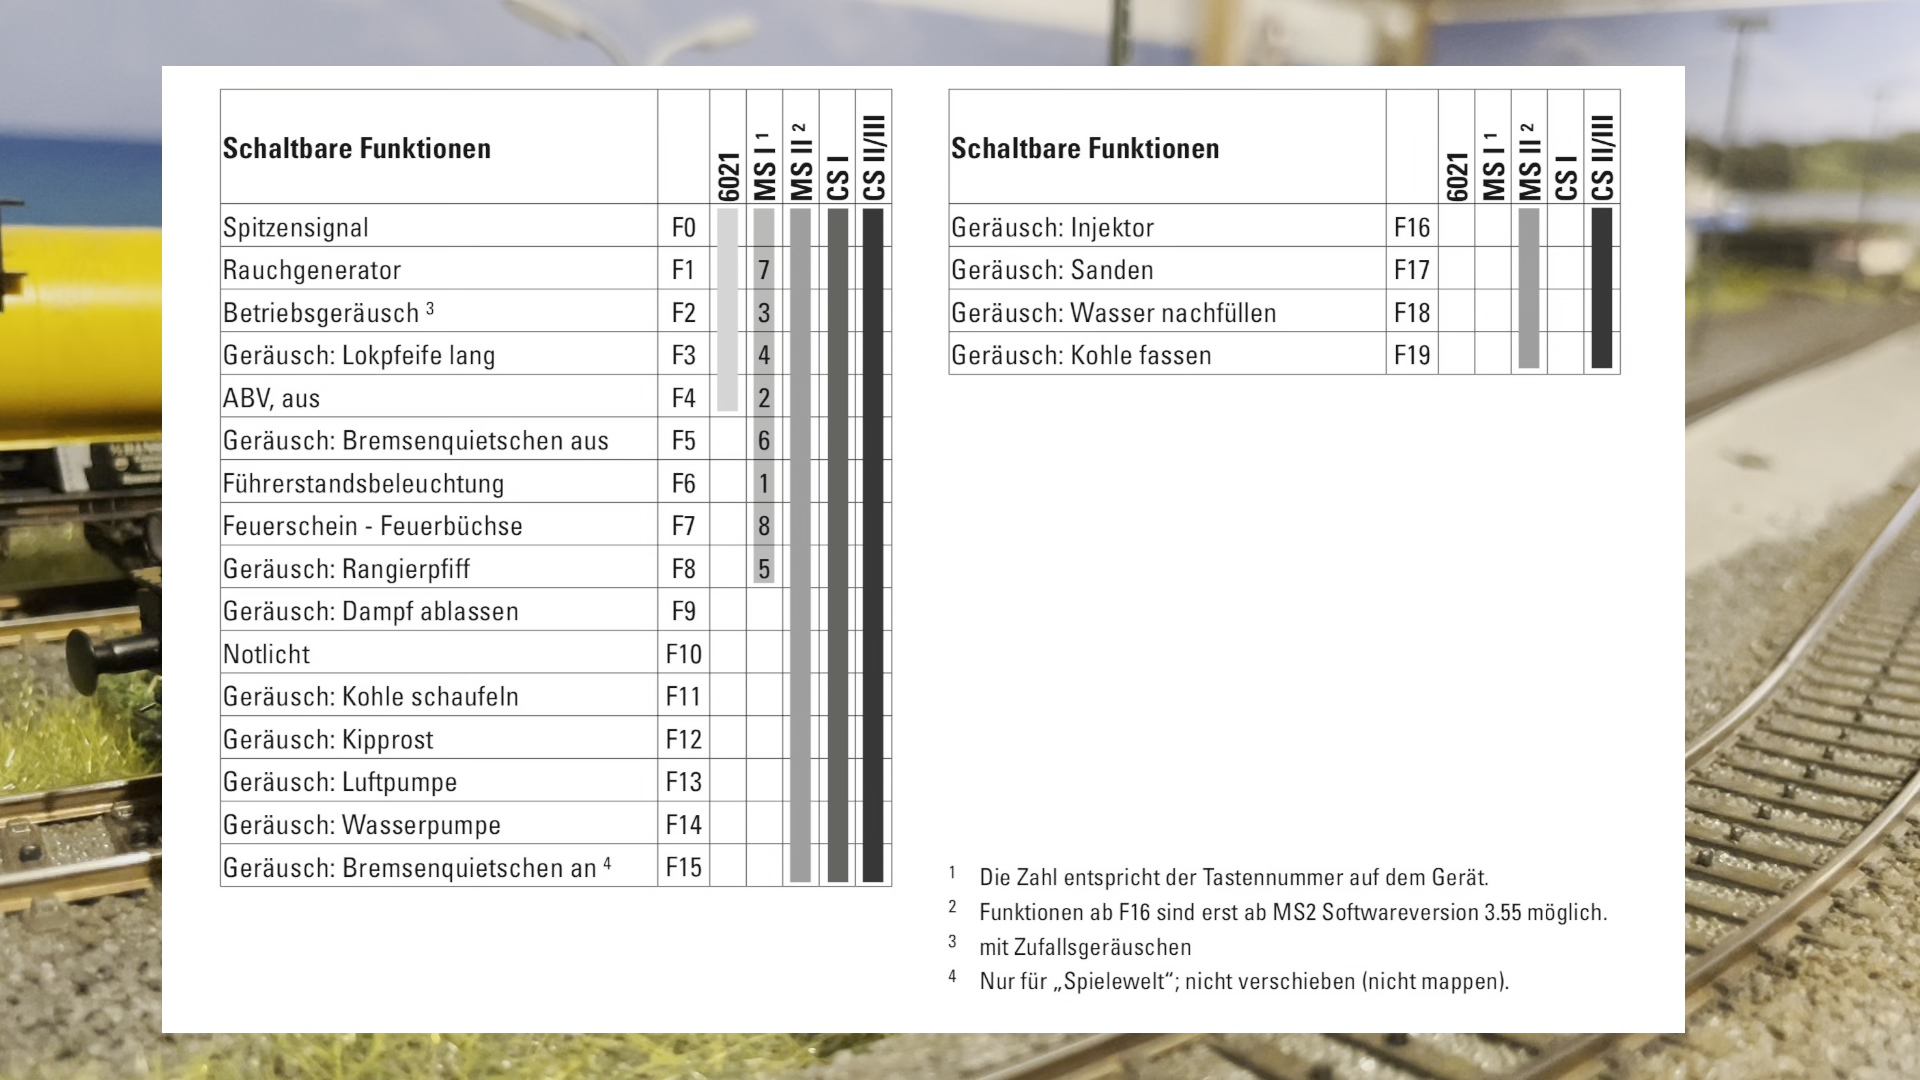 Schaltbare Funktionen 6021 MS I 1 MS II 2 CS I CS II/III
Spitzensignal F0
Rauchgenerator F1 7
Betriebsgeräusch 3 F2 3
Geräusch: Lokpfeife lang F3 4
ABV, aus F4 2
Geräusch: Bremsenquietschen aus F5 6
Führerstandsbeleuchtung F6 1
Feuerschein - Feuerbüchse F7 8
Geräusch: Rangierpfiff F8 5
Geräusch: Dampf ablassen F9
Notlicht F10
Geräusch: Kohle schaufeln F11
Geräusch: Kipprost F12
Geräusch: Luftpumpe F13
Geräusch: Wasserpumpe F14
Geräusch: Bremsenquietschen an 4 F15
Schaltbare Funktionen 6021 MS I 1 MS II 2 CS I CS II/III
Geräusch: Injektor F16
Geräusch: Sanden F17
Geräusch: Wasser nachfüllen F18
Geräusch: Kohle fassen F19
1 Die Zahl entspricht der Tastennummer auf dem Gerät.
2 Funktionen ab F16 sind erst ab MS2 Softwareversion 3.55 möglich.
3 mit Zufallsgeräuschen
4 Nur für „Spielewelt“; nicht verschieben (nicht mappen).